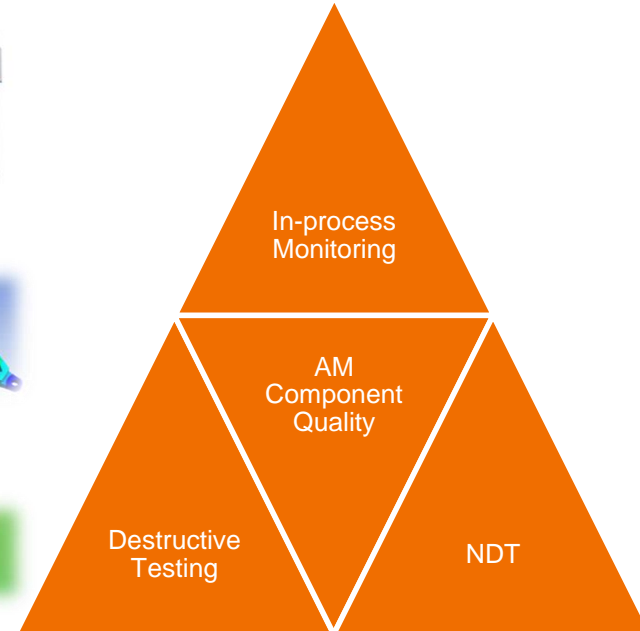 In-process
Monitoring
AM
Component
Quality
Destructive
Testing
NDT